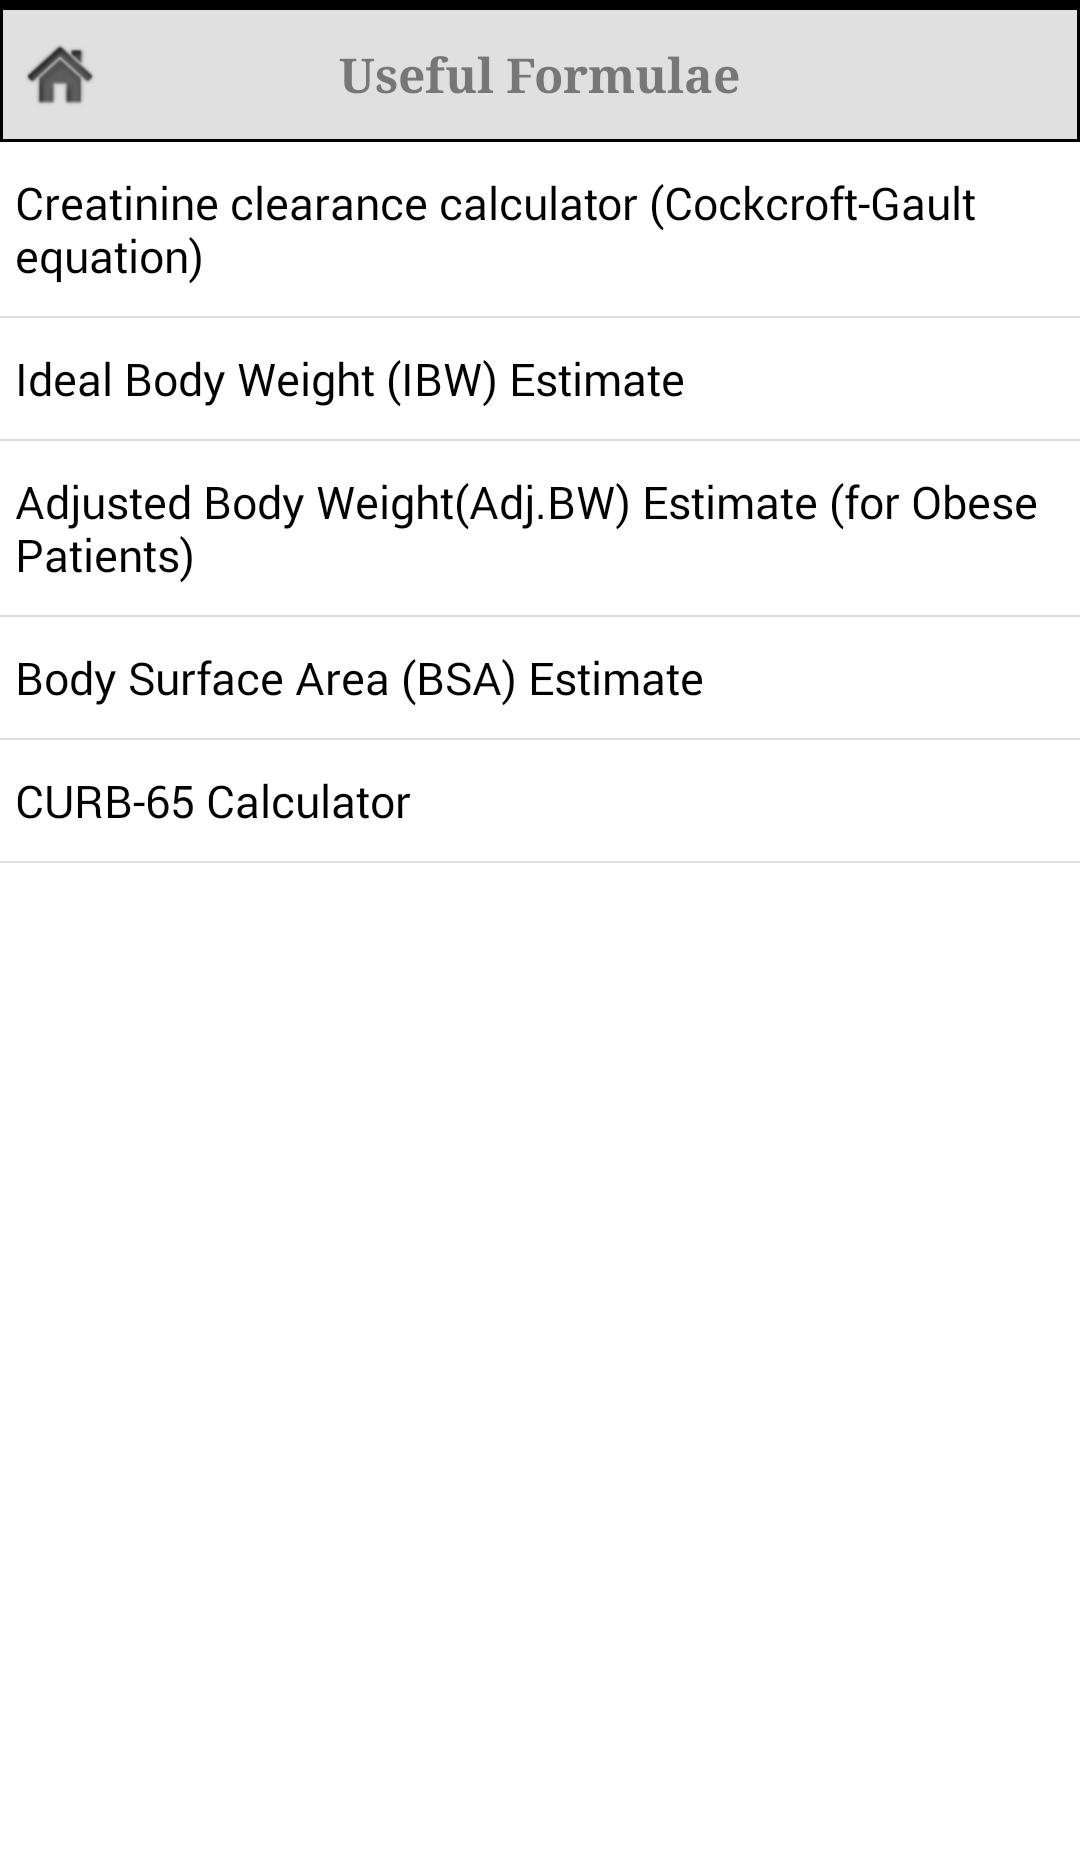 Useful Formulae
Creatinine clearance calculator (Cockcroft-Gault
equation)
Ideal Body Weight (IBW) Estimate
Adjusted Body Weight(Adj.BW) Estimate (for Obese
Patients)
Body Surface Area (BSA) Estimate
CURB-65 Calculator